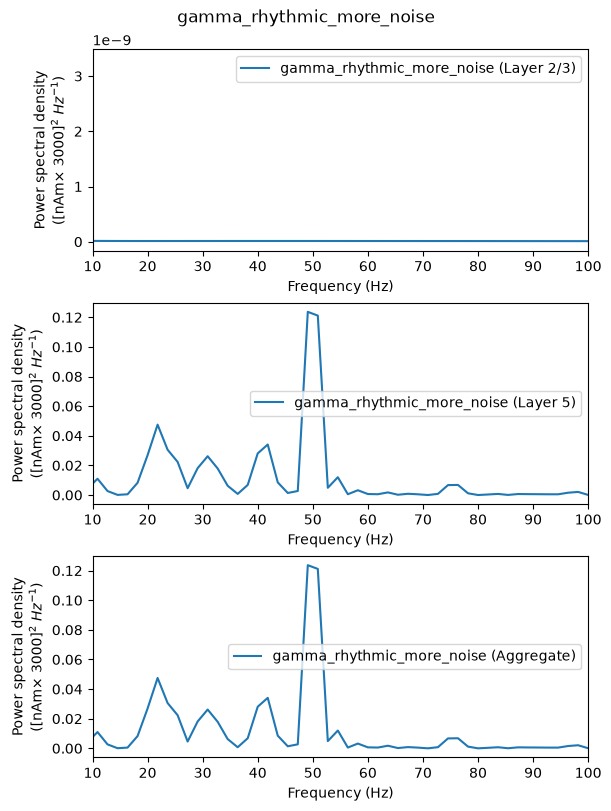 gamma_rhythmic_more_noise
1e−9
Power spectral density
([nAm× 3000]² Hz⁻¹)
3
2
1
0
gamma_rhythmic_more_noise (Layer 2/3)
10 20 30 40 50 60 70 80 90 100
Frequency (Hz)
Power spectral density
([nAm× 3000]² Hz⁻¹)
0.12
0.10
0.08
0.06
0.04
0.02
0.00
gamma_rhythmic_more_noise (Layer 5)
10 20 30 40 50 60 70 80 90 100
Frequency (Hz)
Power spectral density
([nAm× 3000]² Hz⁻¹)
0.12
0.10
0.08
0.06
0.04
0.02
0.00
gamma_rhythmic_more_noise (Aggregate)
10 20 30 40 50 60 70 80 90 100
Frequency (Hz)